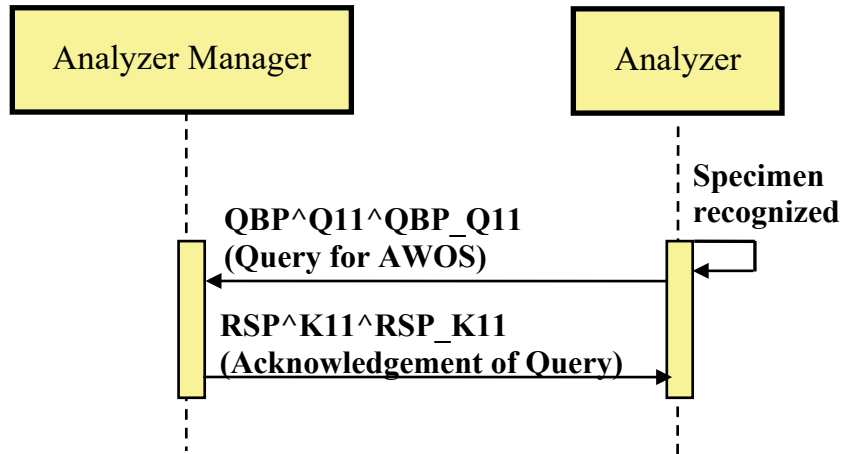 Analyzer Manager
Analyzer
Specimen
recognized
QBP^Q11^QBP_Q11
(Query for AWOS)
RSP^K11^RSP_K11
(Acknowledgement of Query)